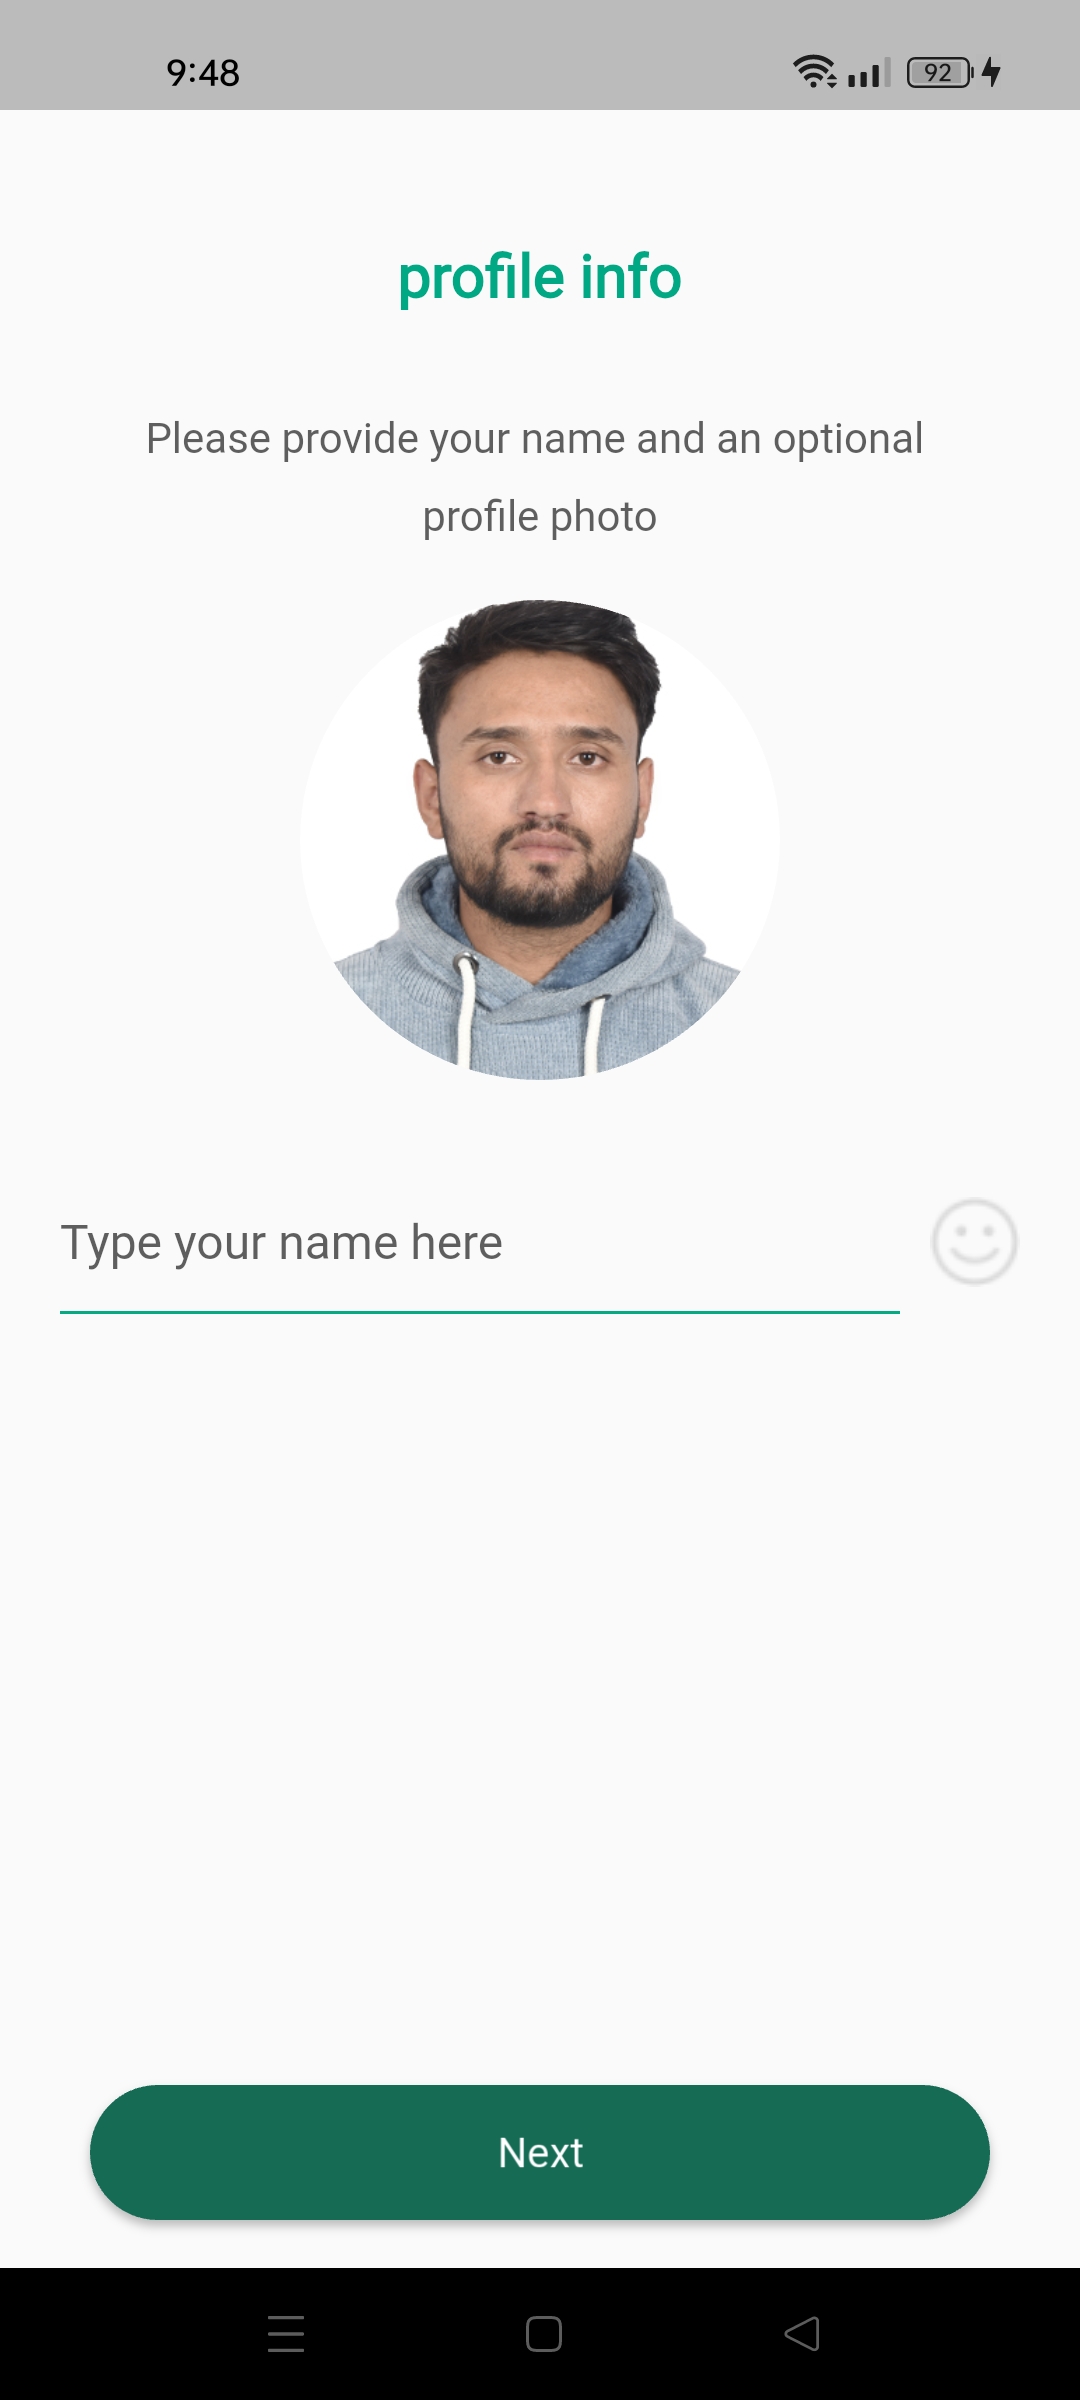 9:48
92
profile info
Please provide your name and an optional
profile photo
Type your name here
Next